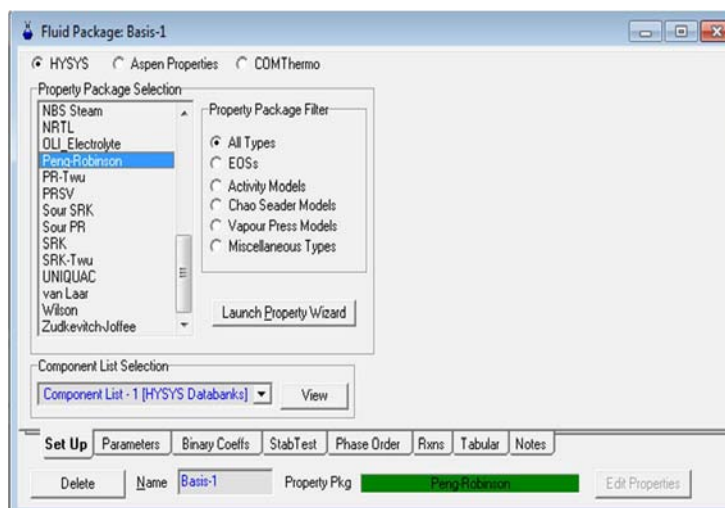 Fluid Package: Basis-1
HYSYS Aspen Properties COMThermo
Property Package Selection
NBS Steam
NRTL
OLI_Electrolyte
Peng-Robinson
PR-Twu
PRSV
Sour SRK
Sour PR
SRK
SRK-Twu
UNIQUAC
van Laar
Wilson
Zudkevitch-Joffee
Property Package Filter
All Types
EOSs
Activity Models
Chao Seader Models
Vapour Press Models
Miscellaneous Types
Launch Property Wizard
Component List Selection
Component List - 1 [HYSYS Databanks] View
Set Up Parameters Binary Coeffs StabTest Phase Order Rxns Tabular Notes
Delete Name Basis-1 Property Pkg Peng-Robinson Edit Properties